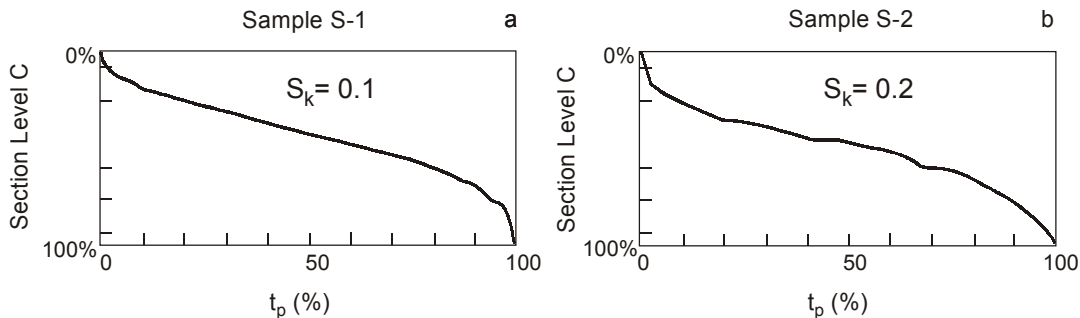 Sample S-1
a
0%
S_k= 0.1
Section Level C
100%
0
50
100
t_p (%)
Sample S-2
b
0%
S_k= 0.2
Section Level C
100%
0
50
100
t_p (%)